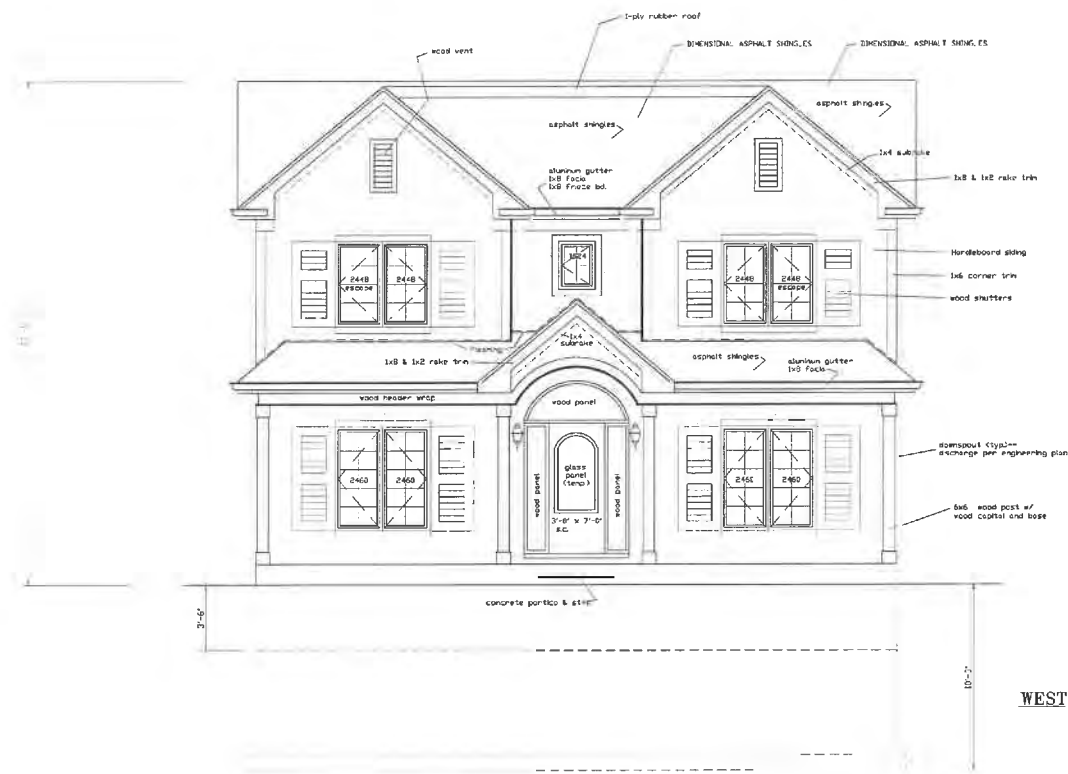 1-ply rubber roof
DIMENSIONAL ASPHALT SHINGLES
DIMENSIONAL ASPHALT SHINGLES
wood vent
asphalt shingles
asphalt shingles
1x4 subrake
aluminum gutter
1x8 facia
1x8 frieze bd.
1x8 & 1x2 rake trim
1624
Hardieboard siding
2448
escape
2448
2448
2448
escape
1x6 corner trim
wood shutters
flashing
1x4
subrake
1x8 & 1x2 rake trim
asphalt shingles
aluminum gutter
1x8 facia
wood header wrap
wood panel
downspout (typ)--
discharge per engineering plan
2460
2460
glass
panel
(temp)
wood panel
wood panel
2460
2460
3'-0" x 7'-0"
s.c.
6x6 wood post w/
wood capital and base
concrete portico & step
3'-6"
10'-0"
WEST